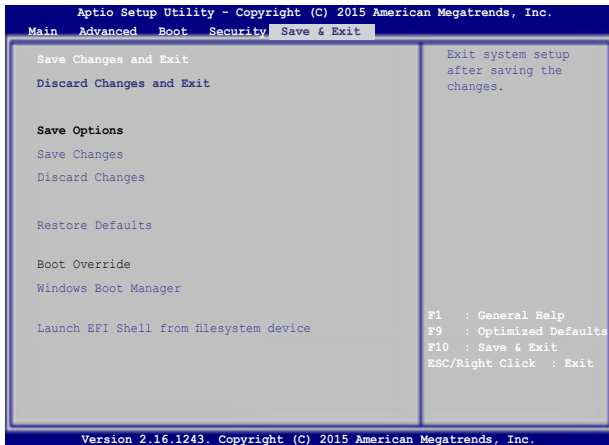 Aptio Setup Utility - Copyright (C) 2015 American Megatrends, Inc.
Main Advanced Boot Security Save & Exit
Save Changes and Exit
Discard Changes and Exit
Save Options
Save Changes
Discard Changes
Restore Defaults
Boot Override
Windows Boot Manager
Launch EFI Shell from filesystem device
Exit system setup
after saving the
changes.
F1 : General Help
F9 : Optimized Defaults
F10 : Save & Exit
ESC/Right Click : Exit
Version 2.16.1243. Copyright (C) 2015 American Megatrends, Inc.